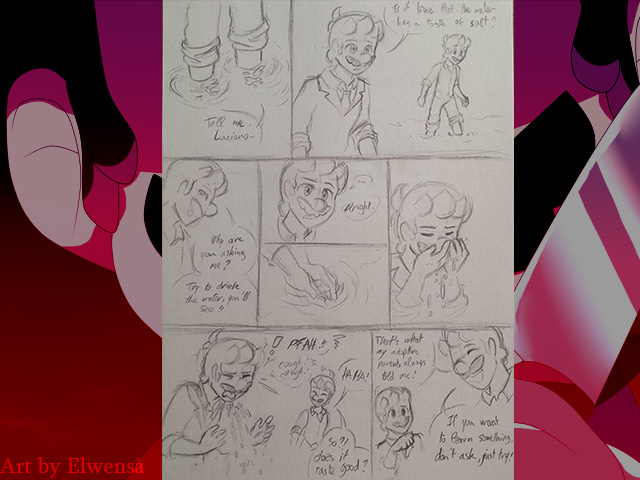 Tell me,
Luciano...
Is it true that the water
has a taste of salt?
Why are
you asking
me?
Try to drink
the water, you'll
see!!
...
Alright.
PFAH!!
cough!
cough!
HAHA!
So?!
does it
taste good?
That's what
my adoptive
parents always
told me!
If you want
to learn something,
don't ask, just try!
Art by Elwensà